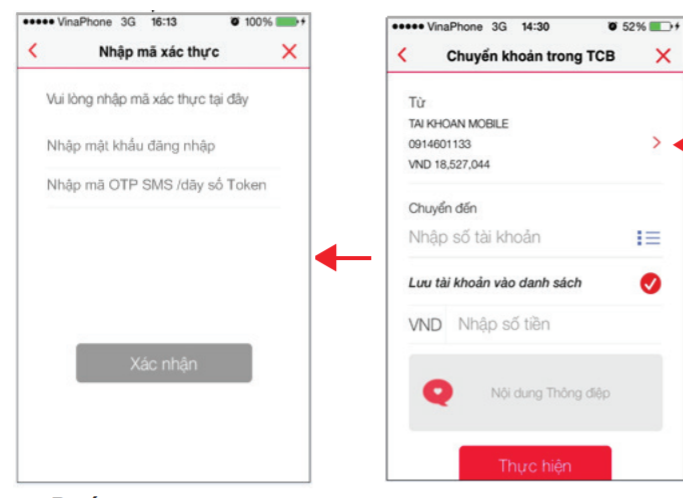 VinaPhone 3G 16:13 100%
Nhập mã xác thực
Vui lòng nhập mã xác thực tại đây
Nhập mật khẩu đăng nhập
Nhập mã OTP SMS /dãy số Token
Xác nhận
VinaPhone 3G 14:30 52%
Chuyển khoản trong TCB
Từ
TAI KHOAN MOBILE
0914601133
VND 18,527,044
Chuyển đến
Nhập số tài khoản
Lưu tài khoản vào danh sách
VND Nhập số tiền
Nội dung Thông điệp
Thực hiện